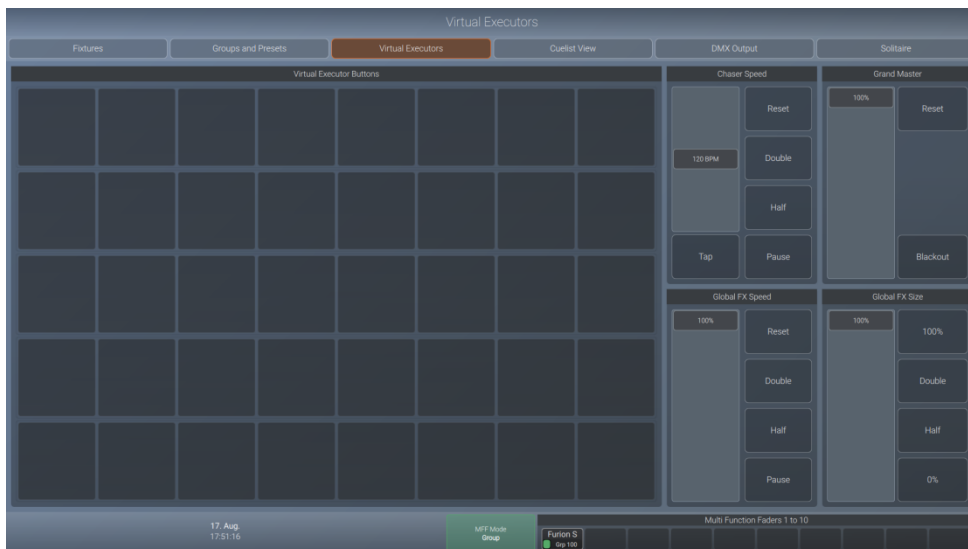 Virtual Executors
Fixtures
Groups and Presets
Virtual Executors
Cuelist View
DMX Output
Solitaire
Virtual Executor Buttons
Chaser Speed
120 BPM
Reset
Double
Half
Tap
Pause
Grand Master
100%
Reset
Blackout
Global FX Speed
100%
Reset
Double
Half
Pause
Global FX Size
100%
100%
Double
Half
0%
17. Aug.
17:51:16
MFF Mode
Group
Multi Function Faders 1 to 10
Furion S
Grp 100